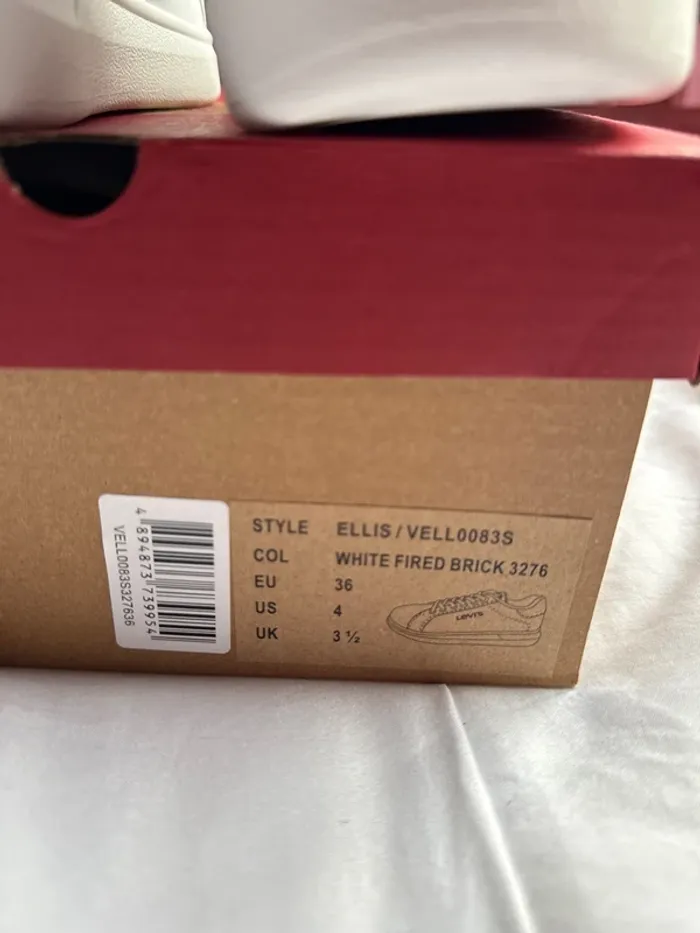 STYLE ELLIS / VELL0083S
COL WHITE FIRED BRICK 3276
EU 36
US 4
UK 3 ½
Levi's
4 894873 739954
VELL0083S327636